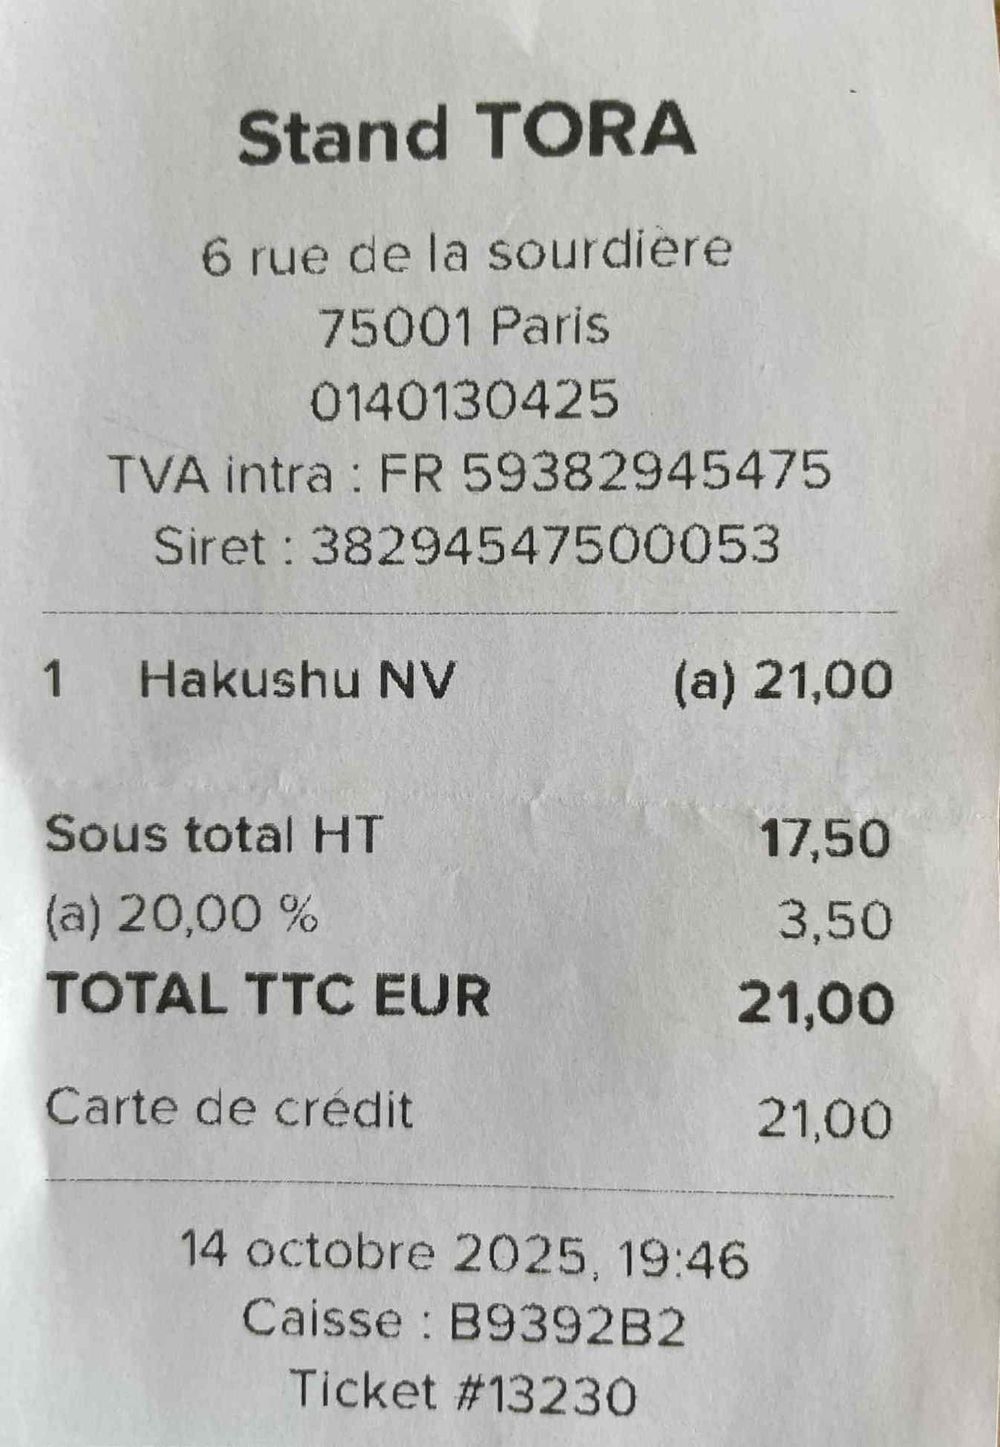 Stand TORA
6 rue de la sourdière
75001 Paris
0140130425
TVA intra : FR 59382945475
Siret : 38294547500053
1 Hakushu NV (a) 21,00
Sous total HT 17,50
(a) 20,00 % 3,50
TOTAL TTC EUR 21,00
Carte de crédit 21,00
14 octobre 2025, 19:46
Caisse : B9392B2
Ticket #13230